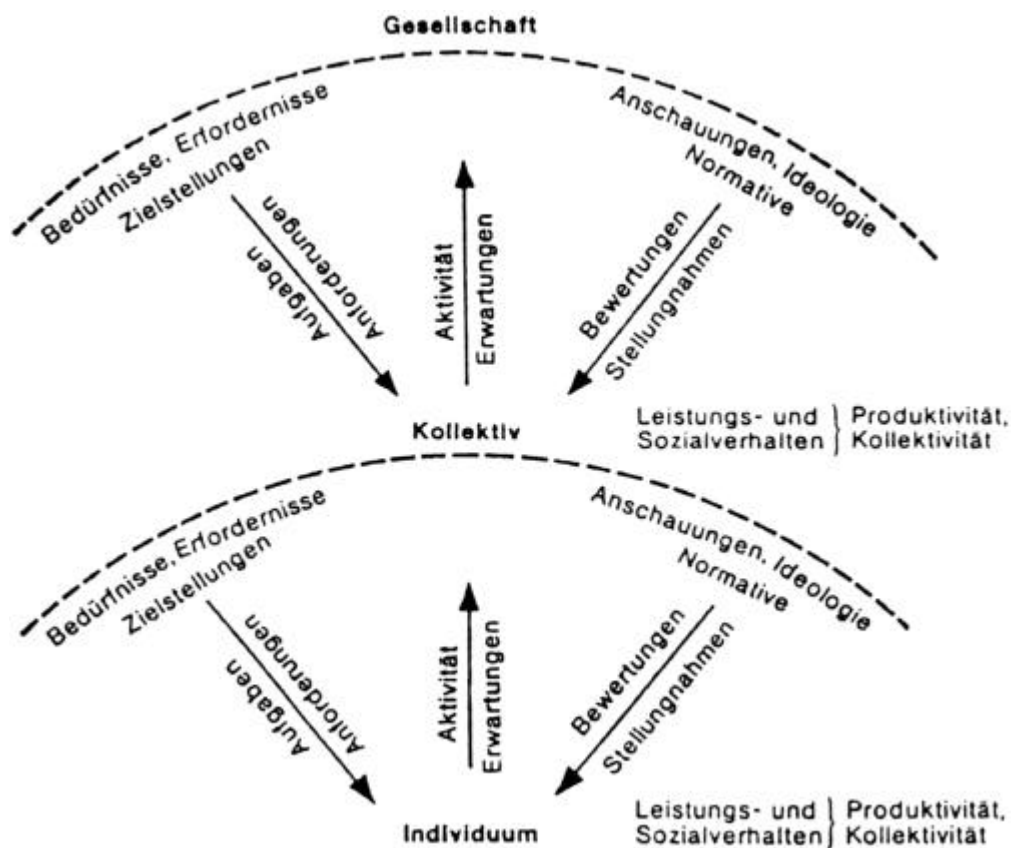 Gesellschaft
Bedürfnisse, Erfordernisse
Zielstellungen
Anschauungen, Ideologie
Normative
Anforderungen
Aufgaben
Aktivität
Erwartungen
Bewertungen
Stellungnahmen
Kollektiv
Leistungs- und } Produktivität,
Sozialverhalten } Kollektivität
Bedürfnisse, Erfordernisse
Zielstellungen
Anschauungen, Ideologie
Normative
Anforderungen
Aufgaben
Aktivität
Erwartungen
Bewertungen
Stellungnahmen
Individuum
Leistungs- und } Produktivität,
Sozialverhalten } Kollektivität